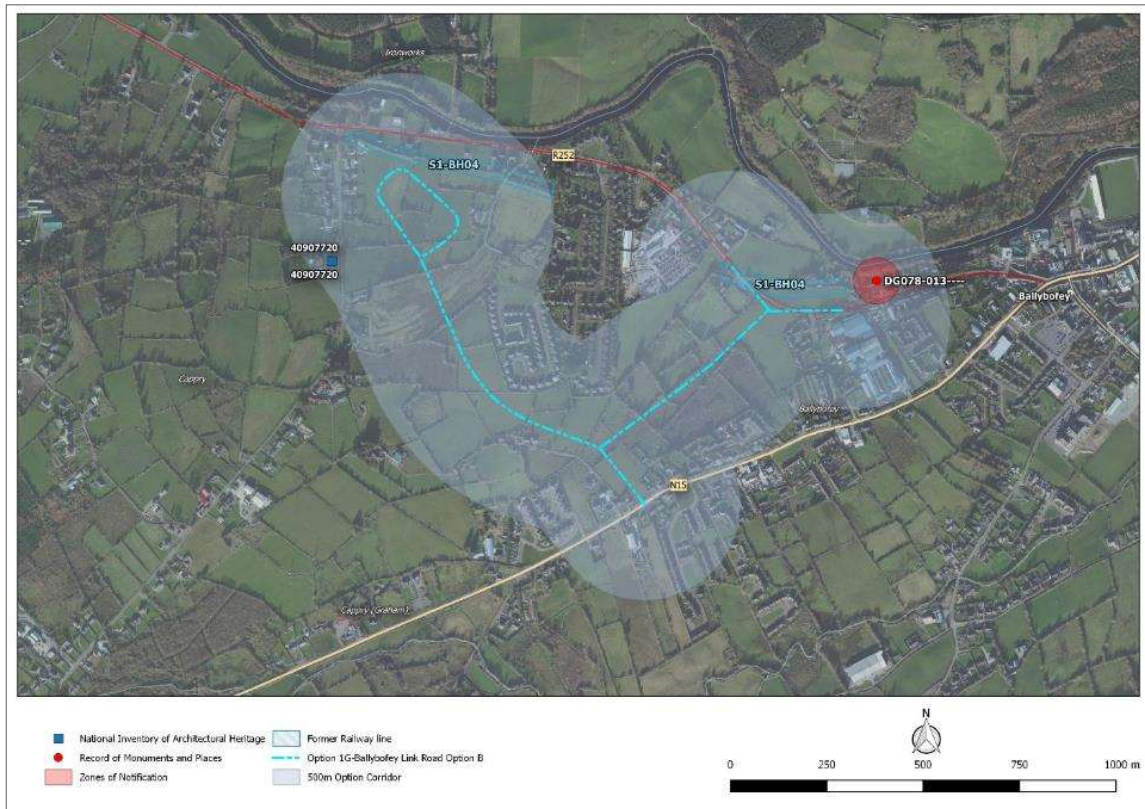 Ironworks
S1-BH04
R252
40907720
40907720
S1-BH04
DG078-013----
Ballybofey
Cappry
Ballybofey
N15
Cappry (Graham)
N
National Inventory of Architectural Heritage
Former Railway line
Record of Monuments and Places
Option 1G-Ballybofey Link Road Option B
Zones of Notification
500m Option Corridor
0 250 500 750 1000 m